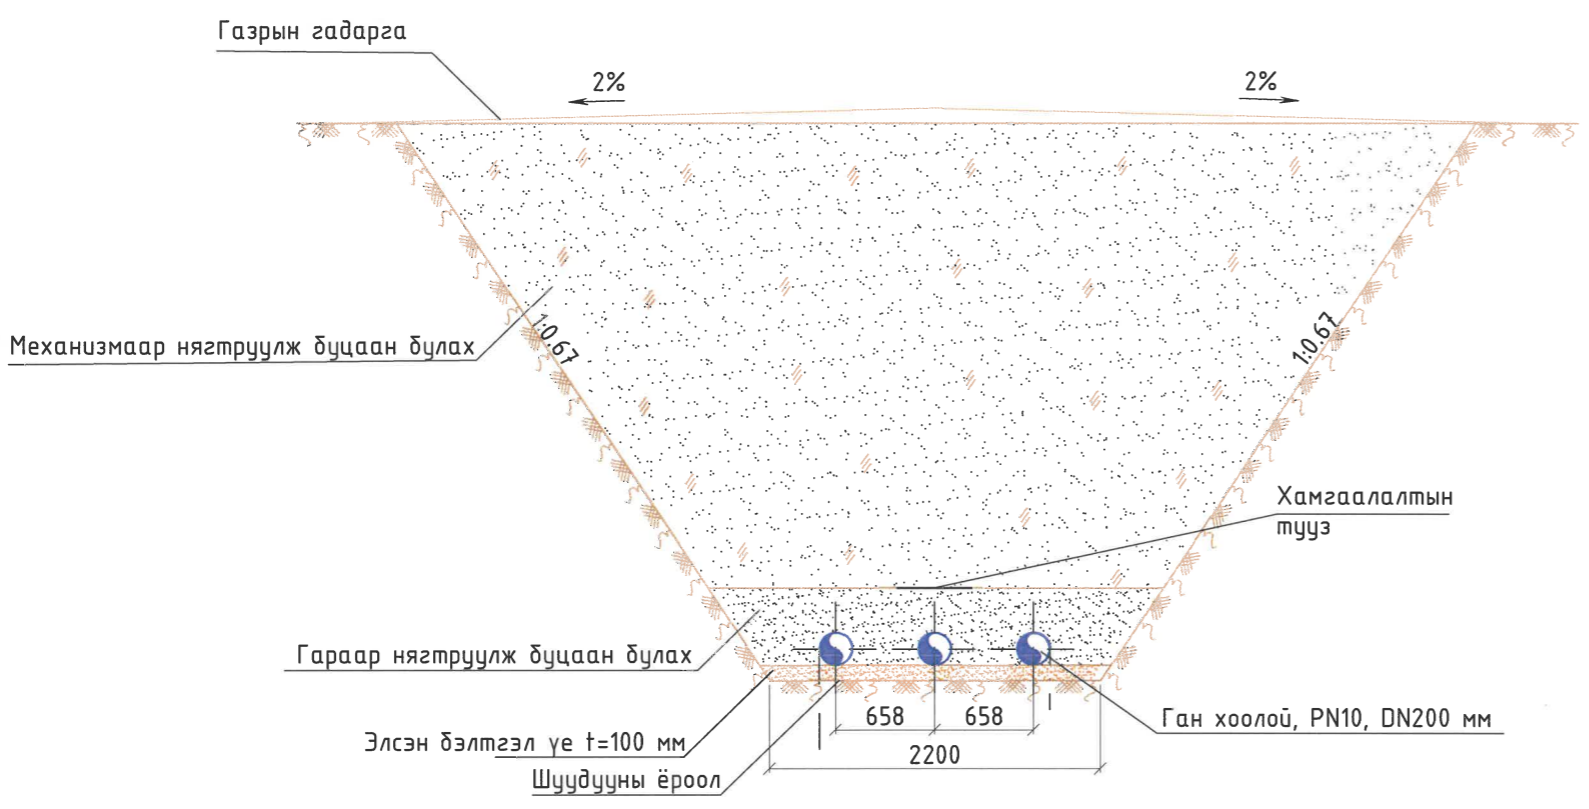 Газрын гадарга
2%
2%
1:0.67
1:0.67
Механизмаар нягтруулж буцаан булах
Хамгаалалтын
тууз
Гараар нягтруулж буцаан булах
658
658
Ган хоолой, PN10, DN200 мм
Элсэн бэлтгэл үе t=100 мм
2200
Шуудууны ёроол